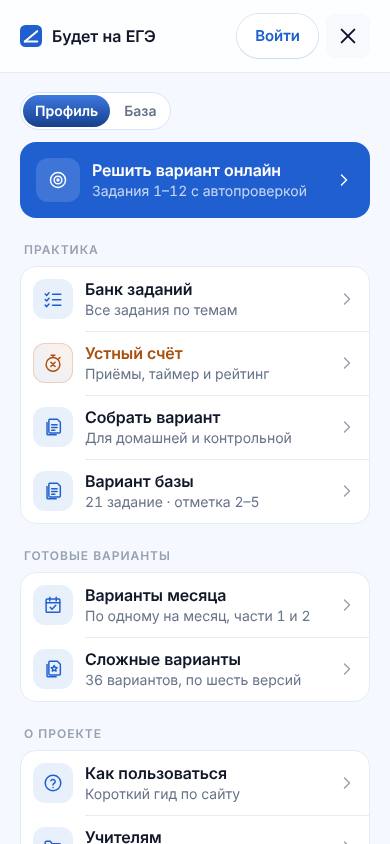 Будет на ЕГЭ
Войти
Профиль
База
Решить вариант онлайн
Задания 1–12 с автопроверкой
ПРАКТИКА
Банк заданий
Все задания по темам
Устный счёт
Приёмы, таймер и рейтинг
Собрать вариант
Для домашней и контрольной
Вариант базы
21 задание · отметка 2–5
ГОТОВЫЕ ВАРИАНТЫ
Варианты месяца
По одному на месяц, части 1 и 2
Сложные варианты
36 вариантов, по шесть версий
О ПРОЕКТЕ
Как пользоваться
Короткий гид по сайту
Учителям